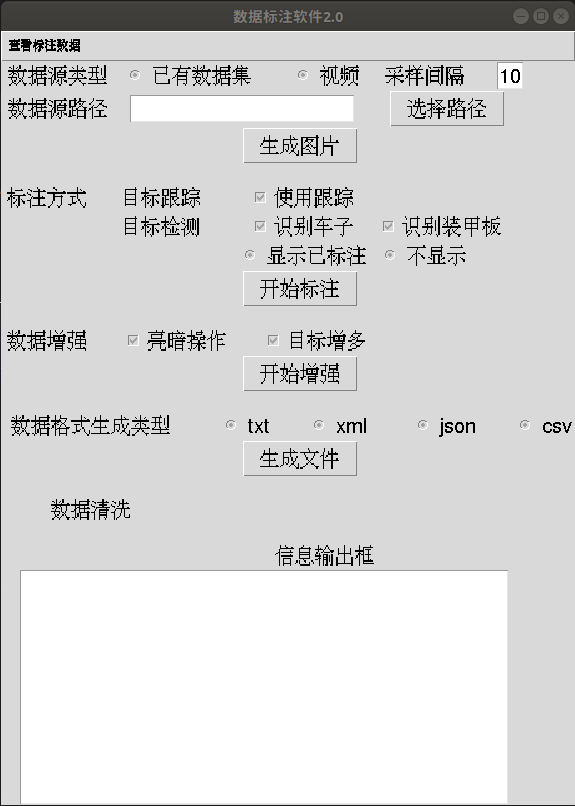 数据标注软件2.0
查看标注数据
数据源类型 已有数据集 视频 采样间隔 10
数据源路径 选择路径
生成图片
标注方式 目标跟踪 使用跟踪
目标检测 识别车子 识别装甲板
显示已标注 不显示
开始标注
数据增强 亮暗操作 目标增多
开始增强
数据格式生成类型 txt xml json csv
生成文件
数据清洗
信息输出框